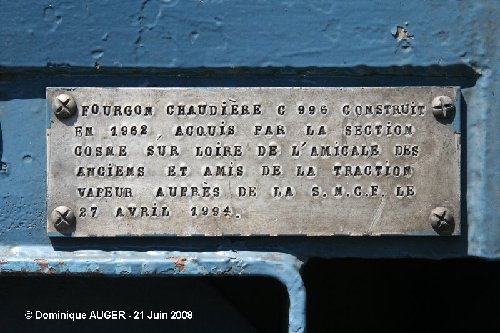 FOURGON CHAUDIÈRE C 996 CONSTRUIT
EN 1962 ACQUIS PAR LA SECTION
COSNE SUR LOIRE DE L'AMICALE DES
ANCIENS ET AMIS DE LA TRACTION
VAPEUR AUPRÈS DE LA S.N.C.F. LE
27 AVRIL 1994.
© Dominique AUGER - 21 Juin 2009